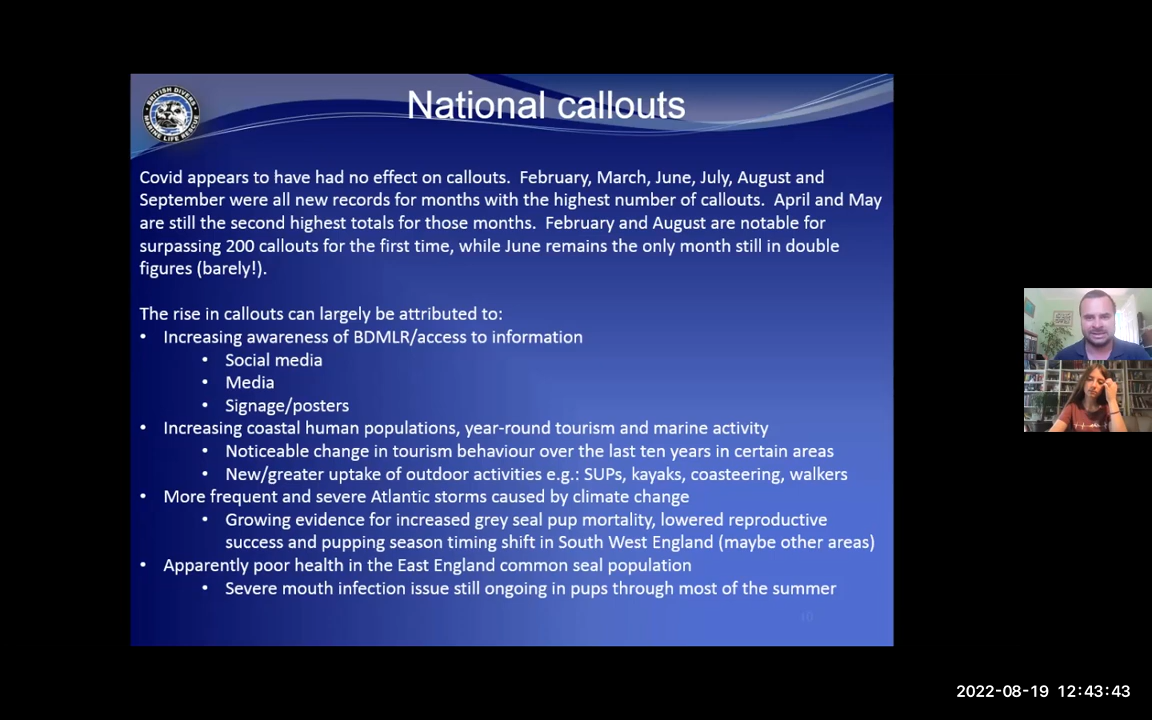 National callouts
BRITISH DIVERS
MARINE LIFE RESCUE
Covid appears to have had no effect on callouts.  February, March, June, July, August and
September were all new records for months with the highest number of callouts.  April and May
are still the second highest totals for those months.  February and August are notable for
surpassing 200 callouts for the first time, while June remains the only month still in double
figures (barely!).
The rise in callouts can largely be attributed to:
• Increasing awareness of BDMLR/access to information
• Social media
• Media
• Signage/posters
• Increasing coastal human populations, year-round tourism and marine activity
• Noticeable change in tourism behaviour over the last ten years in certain areas
• New/greater uptake of outdoor activities e.g.: SUPs, kayaks, coasteering, walkers
• More frequent and severe Atlantic storms caused by climate change
• Growing evidence for increased grey seal pup mortality, lowered reproductive
success and pupping season timing shift in South West England (maybe other areas)
• Apparently poor health in the East England common seal population
• Severe mouth infection issue still ongoing in pups through most of the summer
10
2022-08-19 12:43:43